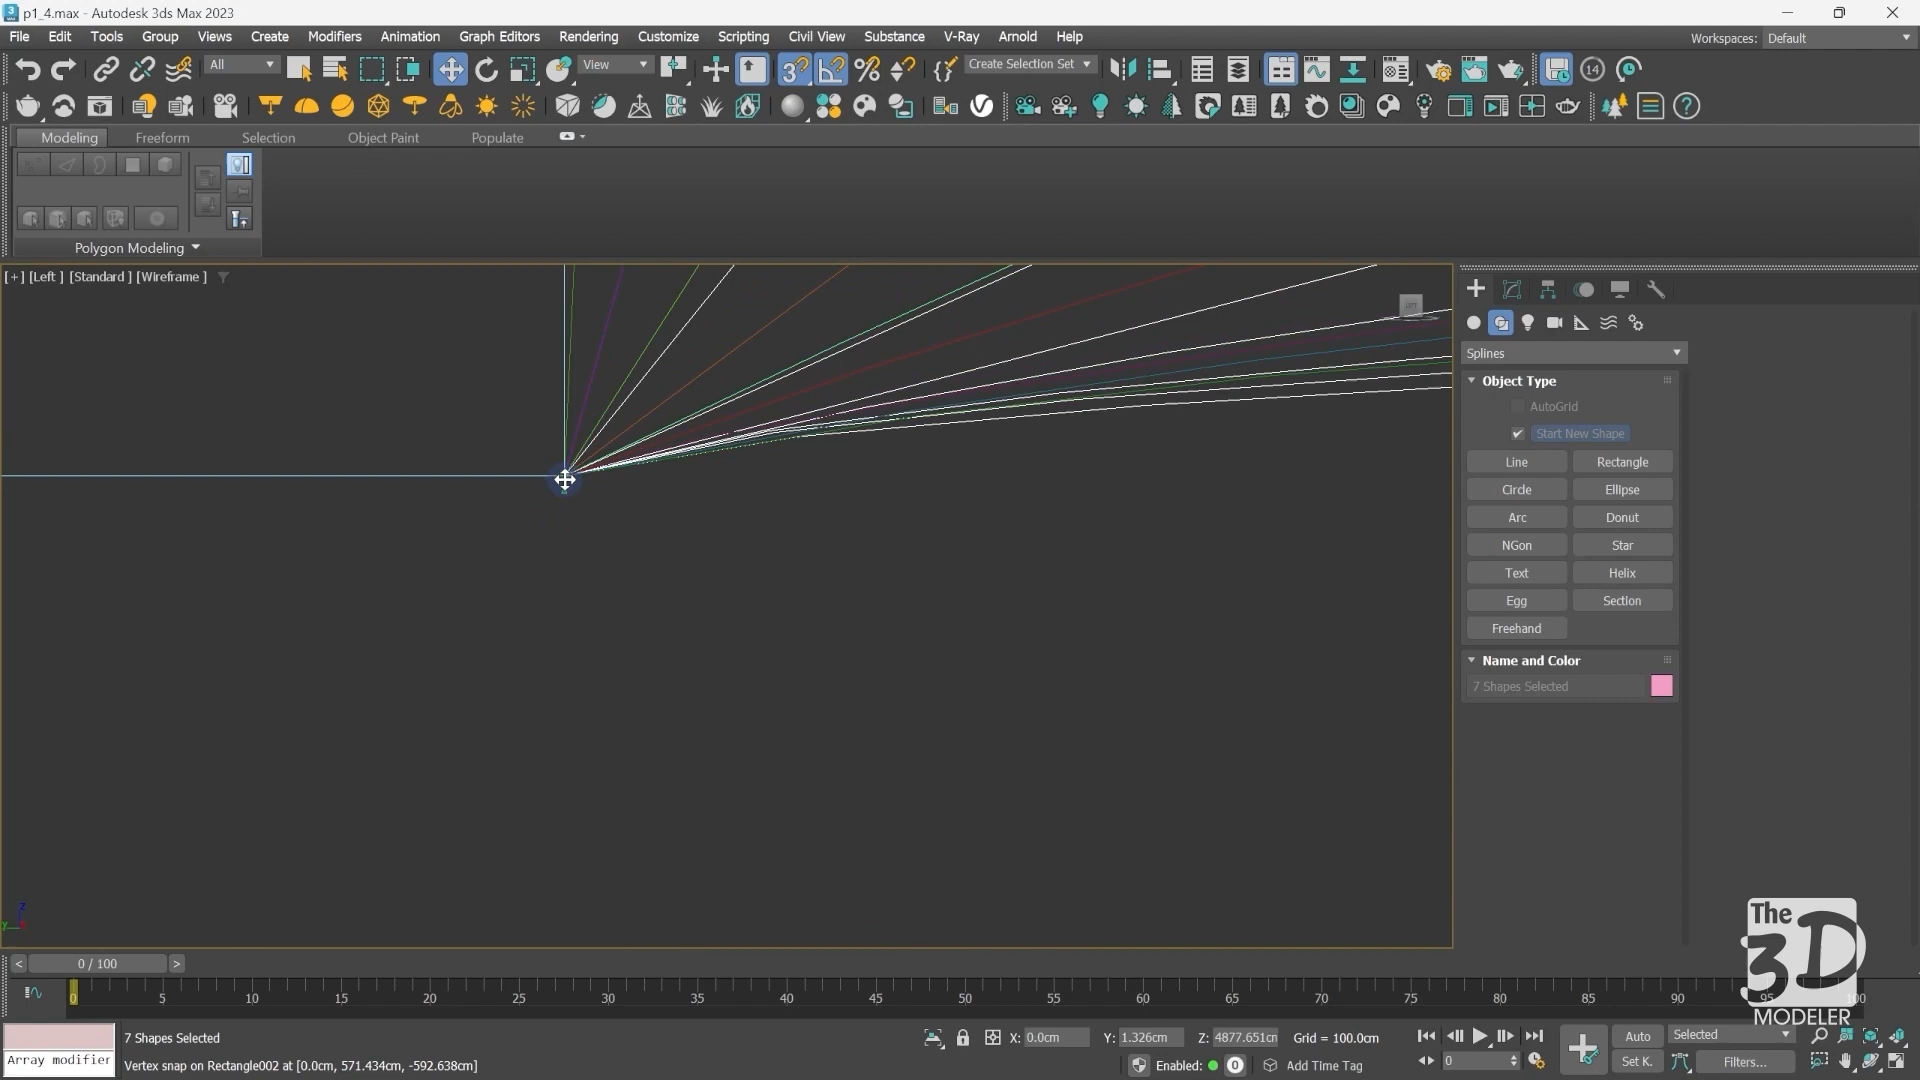 p1_4.max - Autodesk 3ds Max 2023
File Edit Tools Group Views Create Modifiers Animation Graph Editors Rendering Customize Scripting Civil View Substance V-Ray Arnold Help
Workspaces: Default
All
View
Create Selection Set
14
Modeling Freeform Selection Object Paint Populate
Polygon Modeling
[+] [Left ] [Standard ] [Wireframe ]
Splines
Object Type
AutoGrid
Start New Shape
Line Rectangle
Circle Ellipse
Arc Donut
NGon Star
Text Helix
Egg Section
Freehand
Name and Color
7 Shapes Selected
The
3D
MODELER
z
y
< 0 / 100 >
0 5 10 15 20 25 30 35 40 45 50 55 60 65 70 75 80 85 90 95 100
7 Shapes Selected
X: 0.0cm Y: 1.326cm Z: 4877.651cm Grid = 100.0cm
Auto Selected
Array modifier
Vertex snap on Rectangle002 at [0.0cm, 571.434cm, -592.638cm]
Enabled: 0 Add Time Tag
0
Set K. Filters...